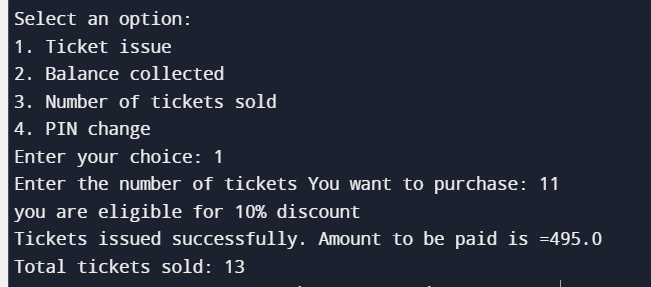 Select an option:
1. Ticket issue
2. Balance collected
3. Number of tickets sold
4. PIN change
Enter your choice: 1
Enter the number of tickets You want to purchase: 11
you are eligible for 10% discount
Tickets issued successfully. Amount to be paid is =495.0
Total tickets sold: 13